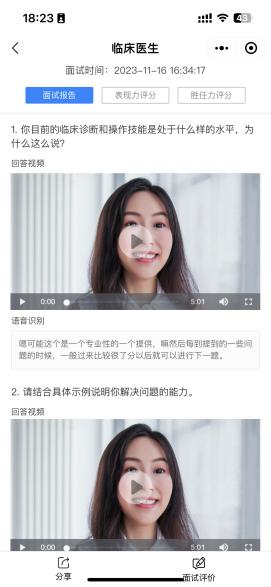 18:23
43
临床医生
面试时间：2023-11-16 16:34:17
面试报告 表现力评分 胜任力评分
1. 你目前的临床诊断和操作技能是处于什么样的水平，为
什么这么说？
回答视频
0:00 5:01
语音识别
嗯可能这个是一个专业性的一个提供，瞬然后每到提到的一些问
题的时候，一般过来比较很了分以后就可以进行下一题。
2. 请结合具体示例说明你解决问题的能力。
回答视频
0:00 5:01
分享 面试评价